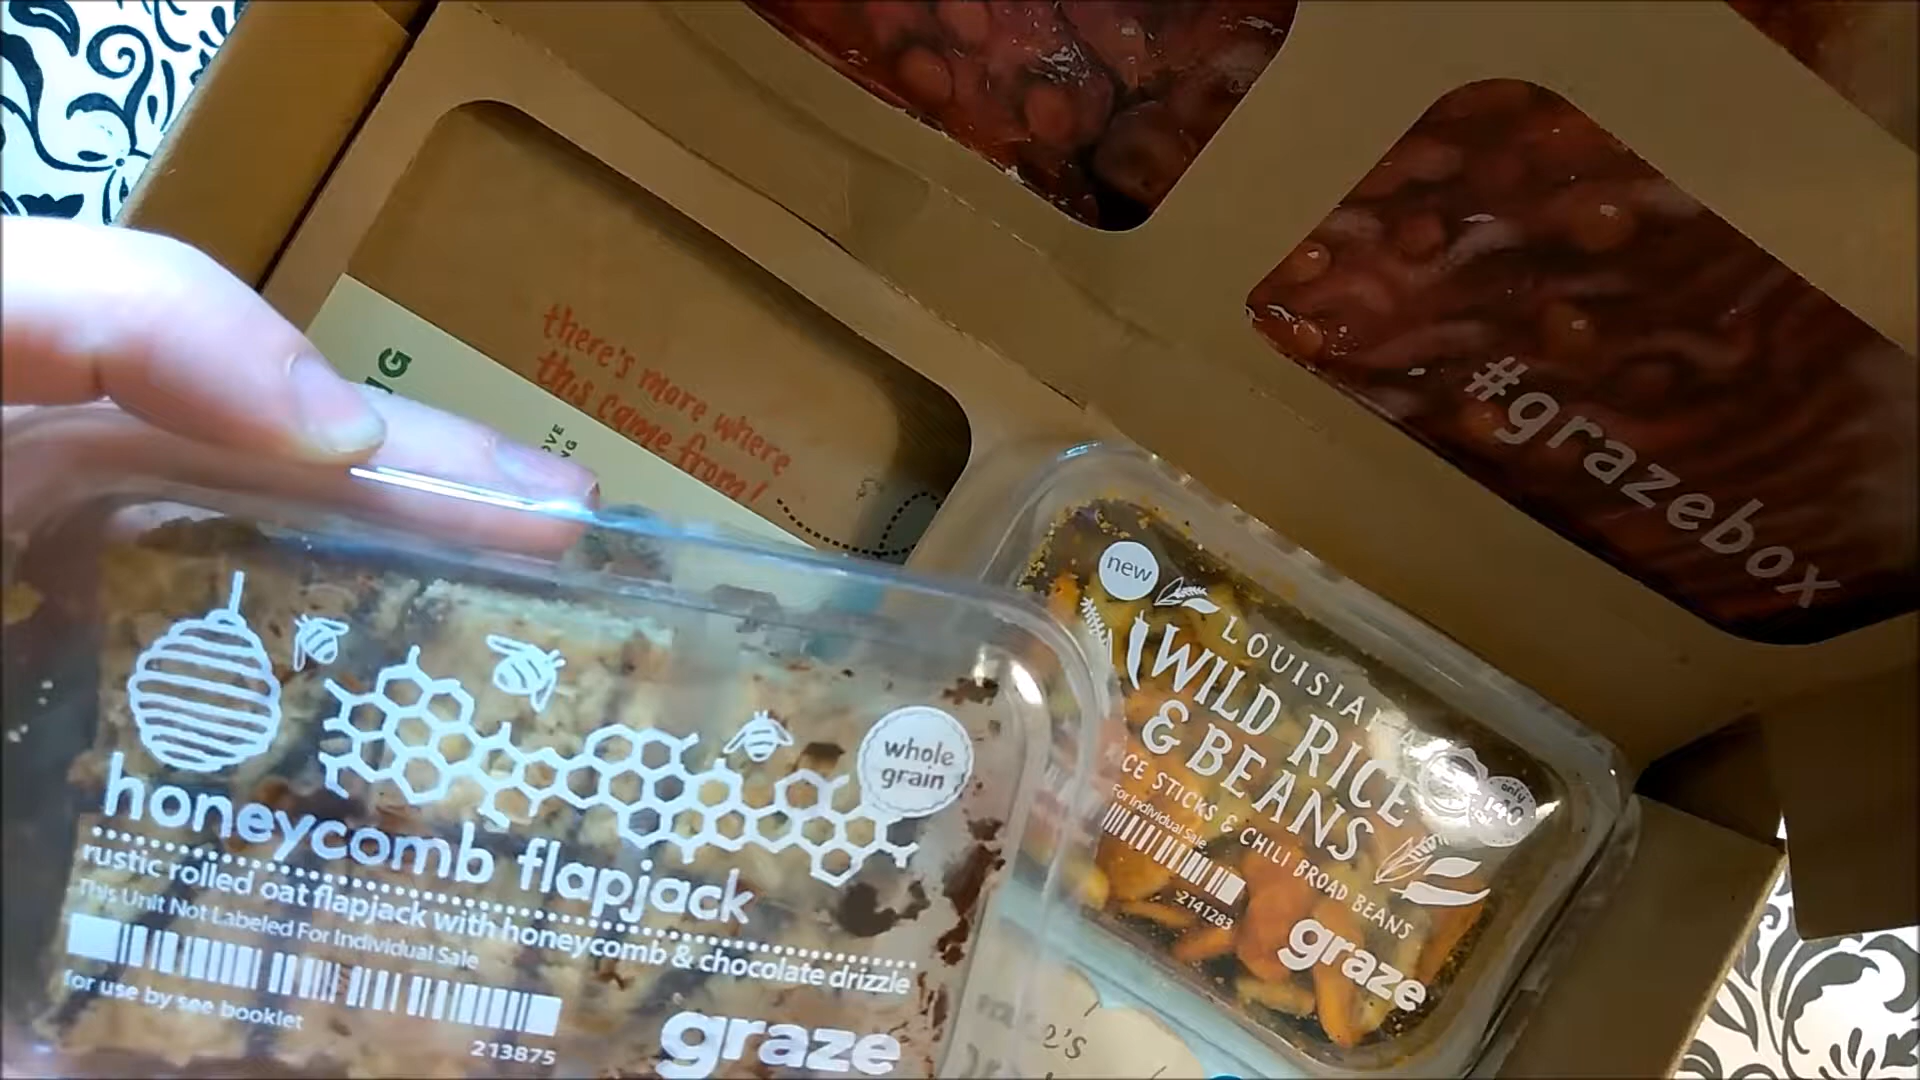 there's more where
this came from!
#grazebox
new
LOUISIANA
WILD RICE
& BEANS
RICE STICKS & CHILI BROAD BEANS
For Individual Sale
2141283
only
140
graze
whole
grain
honeycomb flapjack
rustic rolled oat flapjack with honeycomb & chocolate drizzle
This Unit Not Labeled For Individual Sale
for use by see booklet
213875
graze